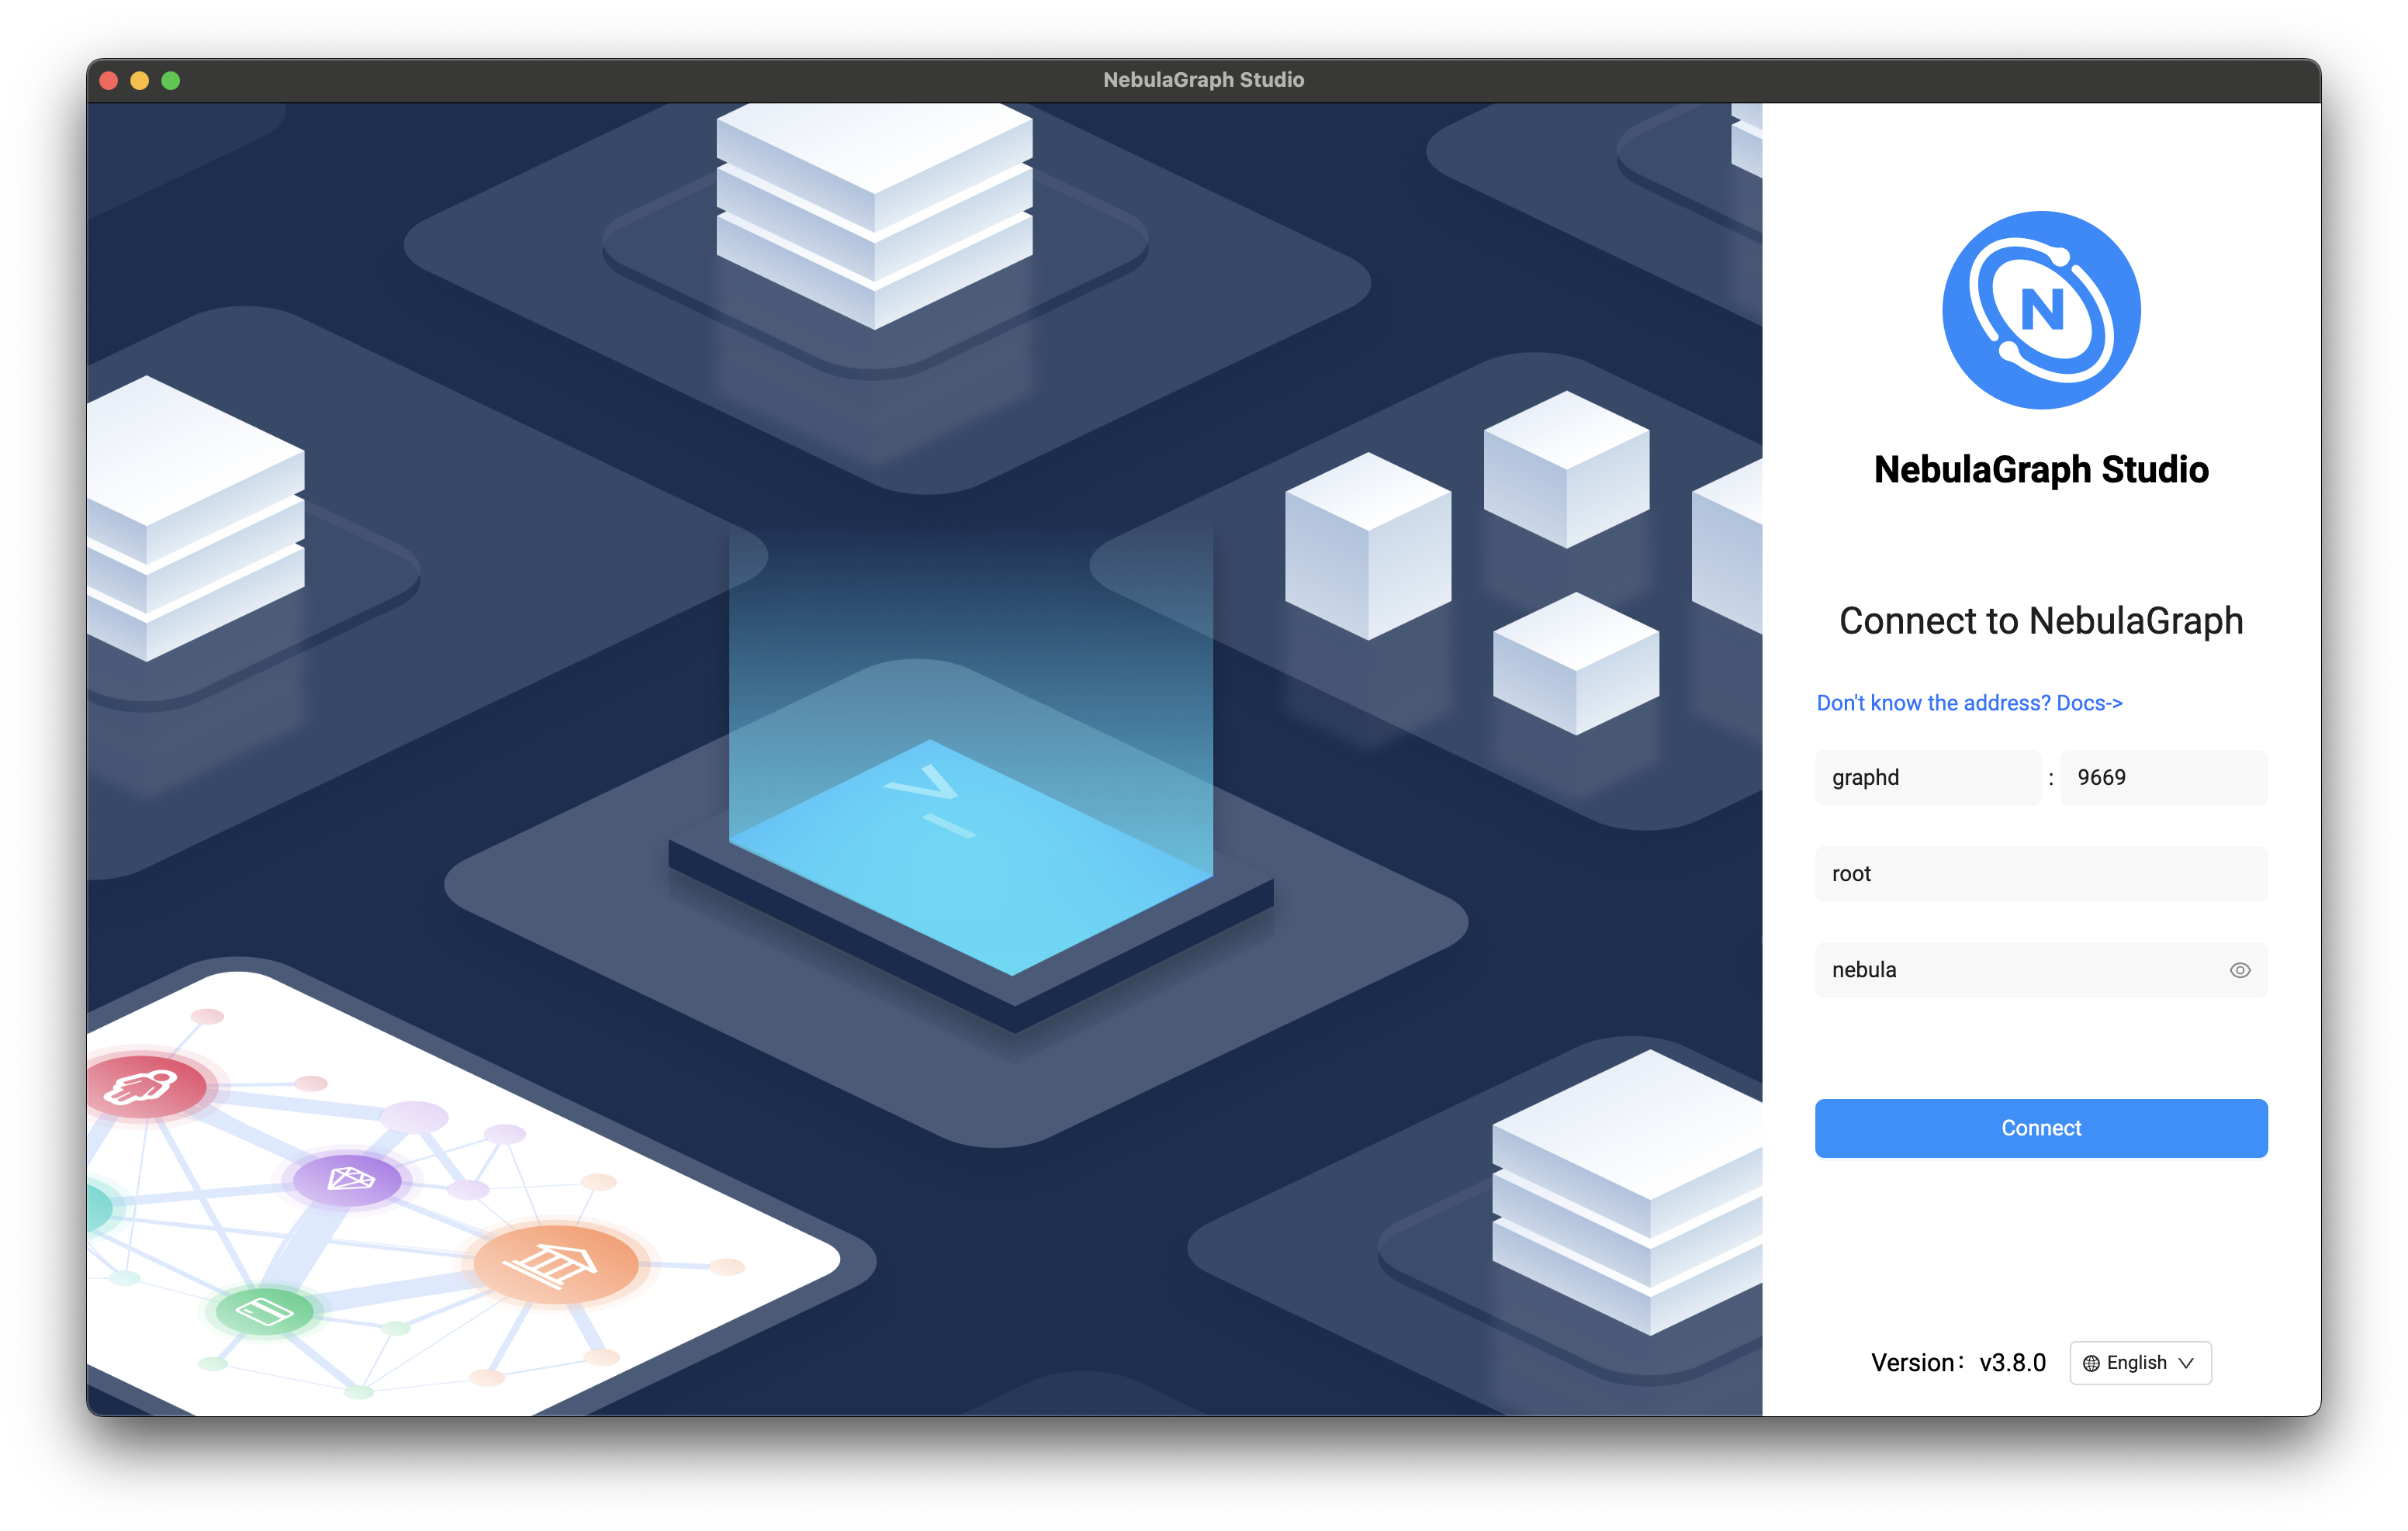 NebulaGraph Studio
N
NebulaGraph Studio
Connect to NebulaGraph
Don't know the address? Docs->
graphd : 9669
root
nebula
Connect
Version： v3.8.0 English